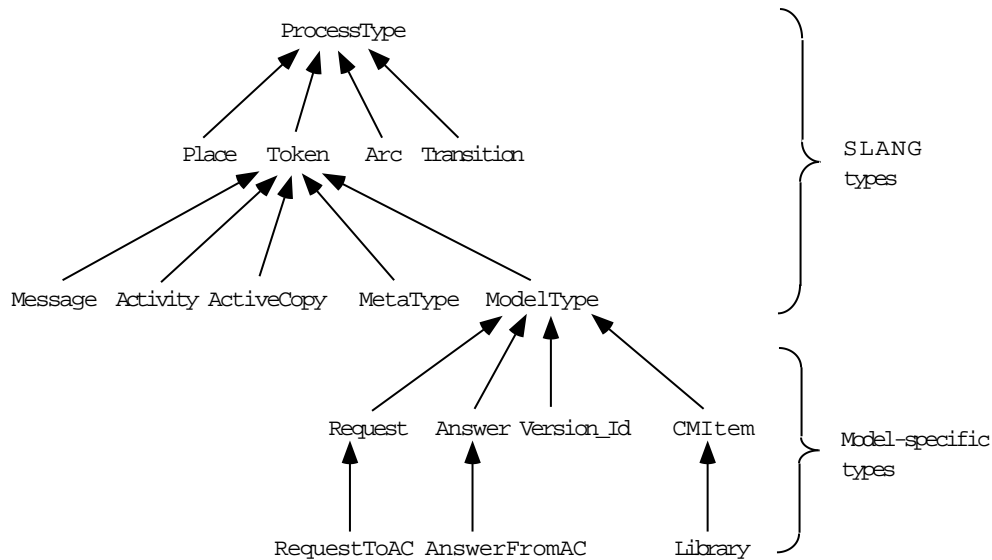 ProcessType
Place Token Arc Transition
SLANG
types
Message Activity ActiveCopy MetaType ModelType
Request Answer Version_Id CMItem
Model-specific
types
RequestToAC AnswerFromAC Library